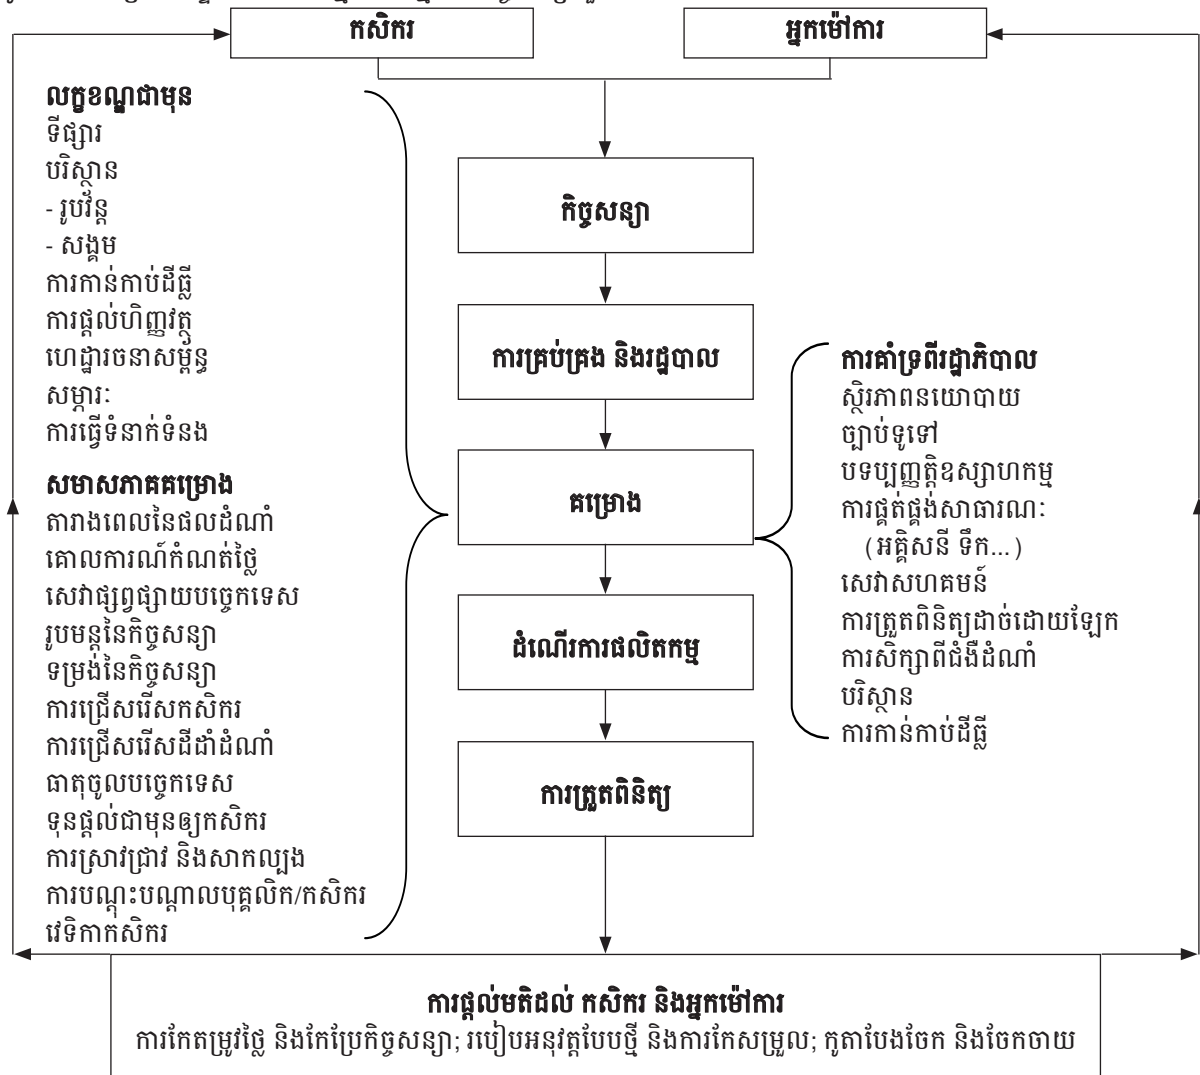 កសិករ
អ្នកម៉ៅការ
លក្ខខណ្ឌជាមុន
ទីផ្សារ
បរិស្ថាន
- រូបវ័ន្ត
- សង្គម
ការកាន់កាប់ដីធ្លី
ការផ្តល់ហិញ្ញវត្ថុ
ហេដ្ឋារចនាសម្ព័ន្ធ
សម្ភារៈ
ការធ្វើទំនាក់ទំនង
សមាសភាគគម្រោង
តារាងពេលនៃផលដំណាំ
គោលការណ៍កំណត់ថ្លៃ
សេវាផ្សព្វផ្សាយបច្ចេកទេស
រូបមន្តនៃកិច្ចសន្យា
ទម្រង់នៃកិច្ចសន្យា
ការជ្រើសរើសកសិករ
ការជ្រើសរើសដីដាំដំណាំ
ធាតុចូលបច្ចេកទេស
ទុនផ្តល់ជាមុនឲ្យកសិករ
ការស្រាវជ្រាវ និងសាកល្បង
ការបណ្តុះបណ្តាលបុគ្គលិក/កសិករ
វេទិកាកសិករ
កិច្ចសន្យា
ការគ្រប់គ្រង និងរដ្ឋបាល
គម្រោង
ដំណើរការផលិតកម្ម
ការត្រួតពិនិត្យ
ការគាំទ្រពីរដ្ឋាភិបាល
ស្ថិរភាពនយោបាយ
ច្បាប់ទូទៅ
បទប្បញ្ញត្តិឧស្សាហកម្ម
ការផ្គត់ផ្គង់សាធារណៈ
(អគ្គិសនី ទឹក...)
សេវាសហគមន៍
ការត្រួតពិនិត្យដាច់ដោយឡែក
ការសិក្សាពីជំងឺដំណាំ
បរិស្ថាន
ការកាន់កាប់ដីធ្លី
ការផ្តល់មតិដល់ កសិករ និងអ្នកម៉ៅការ
ការកែតម្រូវថ្លៃ និងកែប្រែកិច្ចសន្យា; របៀបអនុវត្តបែបថ្មី និងការកែសម្រួល; កូតាបែងចែក និងចែកចាយ